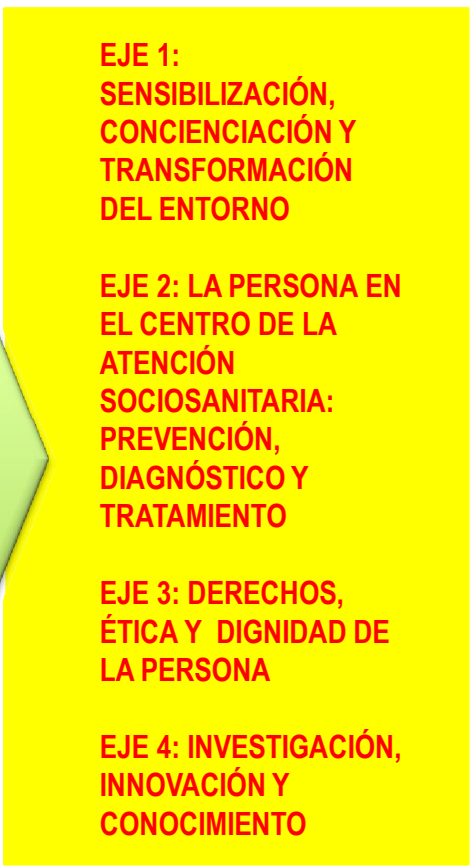 EJE 1:
SENSIBILIZACIÓN,
CONCIENCIACIÓN Y
TRANSFORMACIÓN
DEL ENTORNO
EJE 2: LA PERSONA EN
EL CENTRO DE LA
ATENCIÓN
SOCIOSANITARIA:
PREVENCIÓN,
DIAGNÓSTICO Y
TRATAMIENTO
EJE 3: DERECHOS,
ÉTICA Y DIGNIDAD DE
LA PERSONA
EJE 4: INVESTIGACIÓN,
INNOVACIÓN Y
CONOCIMIENTO